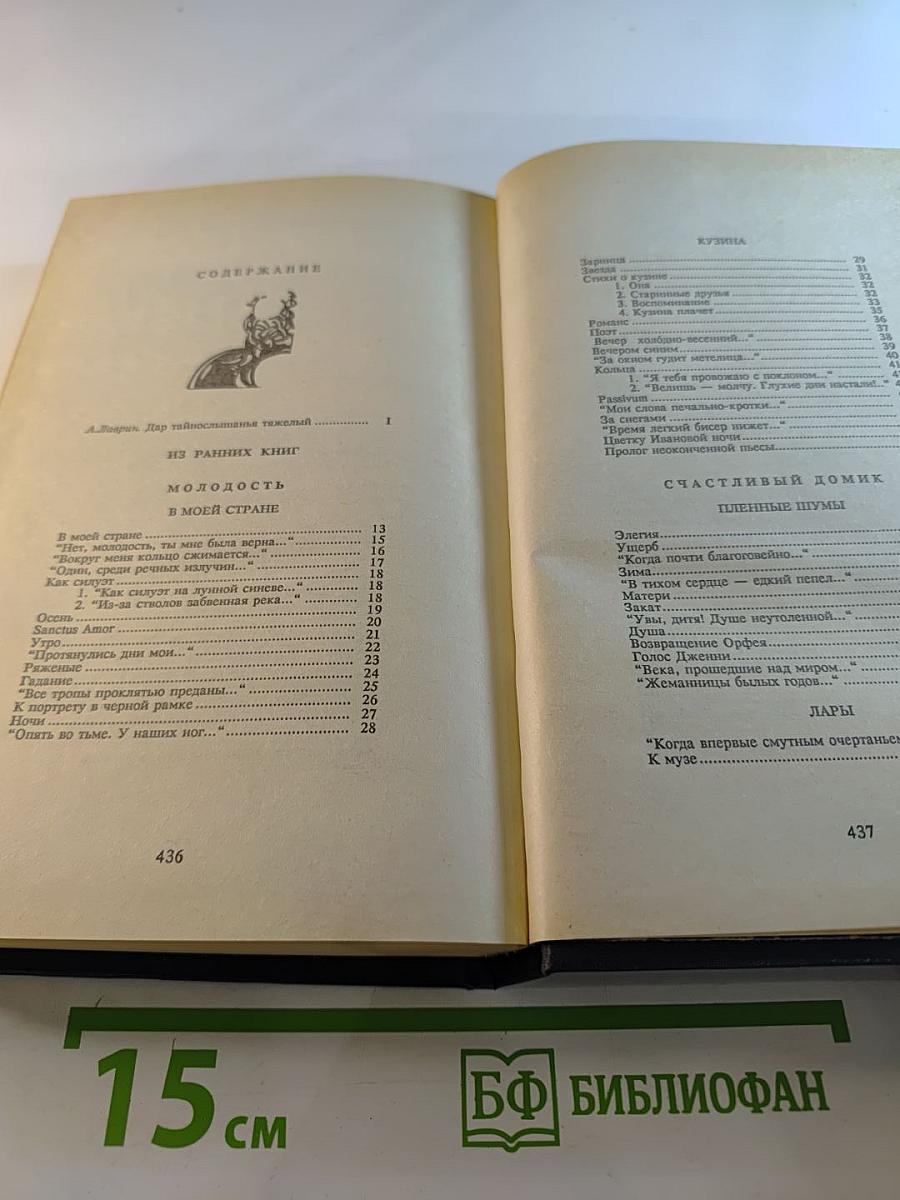 СОДЕРЖАНИЕ
А.Лаврин. Дар тайнослышанья тяжелый .............. I
ИЗ РАННИХ КНИГ
МОЛОДОСТЬ
В МОЕЙ СТРАНЕ
В моей стране .............. 13
"Нет, молодость, ты мне была верна..." .............. 15
"Вокруг меня кольцо сжимается..." .............. 16
"Один, среди речных излучин..." .............. 17
Как силуэт .............. 18
1. "Как силуэт на лунной синеве..." .............. 18
2. "Из-за стволов забвенная река..." .............. 18
Осень .............. 19
Sanctus Amor .............. 20
Утро .............. 21
"Протянулись дни мои..." .............. 22
Ряженые .............. 23
Гадание .............. 24
"Все тропы проклятью преданы..." .............. 25
К портрету в черной рамке .............. 26
Ночи .............. 27
"Опять во тьме. У наших ног..." .............. 28
436
КУЗИНА
Зарница .............. 29
Звезда .............. 31
Стихи о кузине .............. 32
1. Она .............. 32
2. Старинные друзья .............. 32
3. Воспоминание .............. 33
4. Кузина плачет .............. 35
Романс .............. 36
Поэт .............. 37
Вечер холодно-весенний..." .............. 38
Вечером синим .............. 39
"За окном гудит метелица..." .............. 40
Кольца .............. 41
1. "Я тебя провожаю с поклоном..." ..............
2. "Велишь — молчу. Глухие дни настали!.."
Passivum ..............
"Мои слова печально-кротки..." ..............
За снегами ..............
"Время легкий бисер нижет..." ..............
Цветку Ивановой ночи ..............
Пролог неоконченной пьесы ..............
СЧАСТЛИВЫЙ ДОМИК
ПЛЕННЫЕ ШУМЫ
Элегия ..............
Ущерб ..............
"Когда почти благоговейно..." ..............
Зима ..............
"В тихом сердце — едкий пепел..." ..............
Матери ..............
Закат ..............
"Увы, дитя! Душе неутоленной..." ..............
Душа ..............
Возвращение Орфея ..............
Голос Дженни ..............
"Века, прошедшие над миром..." ..............
"Жеманницы былых годов..." ..............
ЛАРЫ
"Когда впервые смутным очертаньем
К музе ..............
437
15 см
БФ БИБЛИОФАН